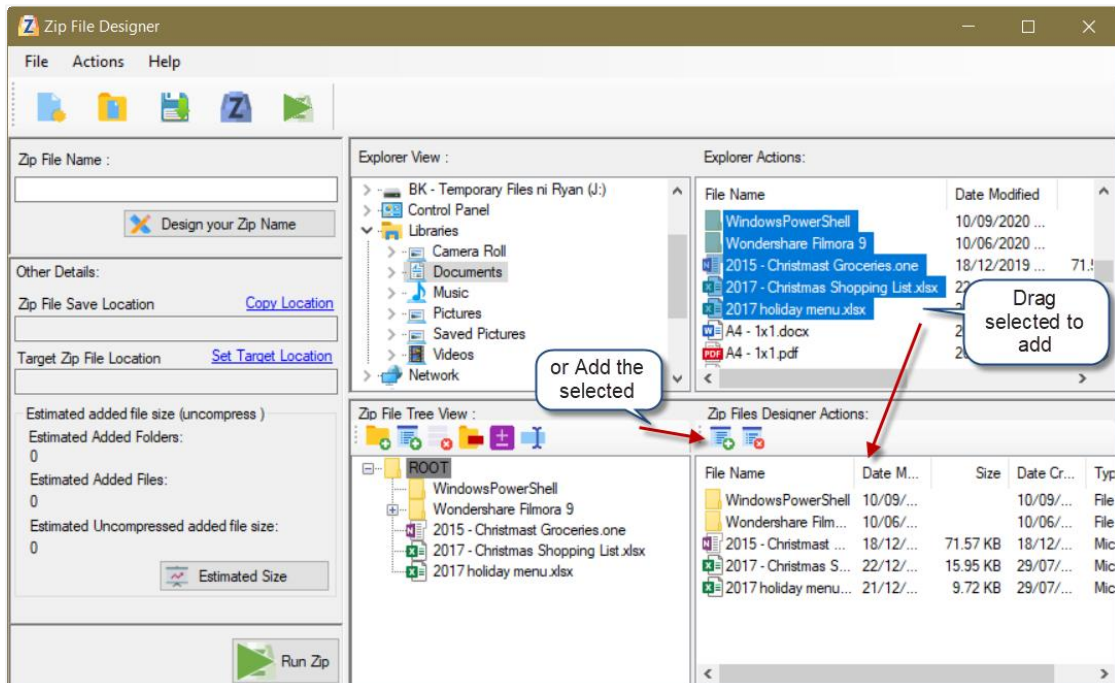 Zip File Designer
File Actions Help
Zip File Name :
Design your Zip Name
Other Details:
Zip File Save Location Copy Location
Target Zip File Location Set Target Location
Estimated added file size (uncompress )
Estimated Added Folders:
0
Estimated Added Files:
0
Estimated Uncompressed added file size:
0
Estimated Size
Run Zip
Explorer View :
BK - Temporary Files ni Ryan (J:)
Control Panel
Libraries
Camera Roll
Documents
Music
Pictures
Saved Pictures
Videos
Network
Explorer Actions:
File Name Date Modified
WindowsPowerShell 10/09/2020 ...
Wondershare Filmora 9 10/06/2020 ...
2015 - Christmast Groceries.one 18/12/2019 ...
2017 - Christmas Shopping List.xlsx
2017 holiday menu.xlsx
A4 - 1x1.docx
A4 - 1x1.pdf
Drag
selected to
add
or Add the
selected
Zip File Tree View :
ROOT
WindowsPowerShell
Wondershare Filmora 9
2015 - Christmast Groceries.one
2017 - Christmas Shopping List.xlsx
2017 holiday menu.xlsx
Zip Files Designer Actions:
File Name Date M... Size Date Cr... Typ
WindowsPowerShell 10/09/... 10/09/... File
Wondershare Film... 10/06/... 10/06/... File
2015 - Christmast ... 18/12/... 71.57 KB 18/12/... Mic
2017 - Christmas S... 22/12/... 15.95 KB 29/07/... Mic
2017 holiday menu... 21/12/... 9.72 KB 29/07/... Mic